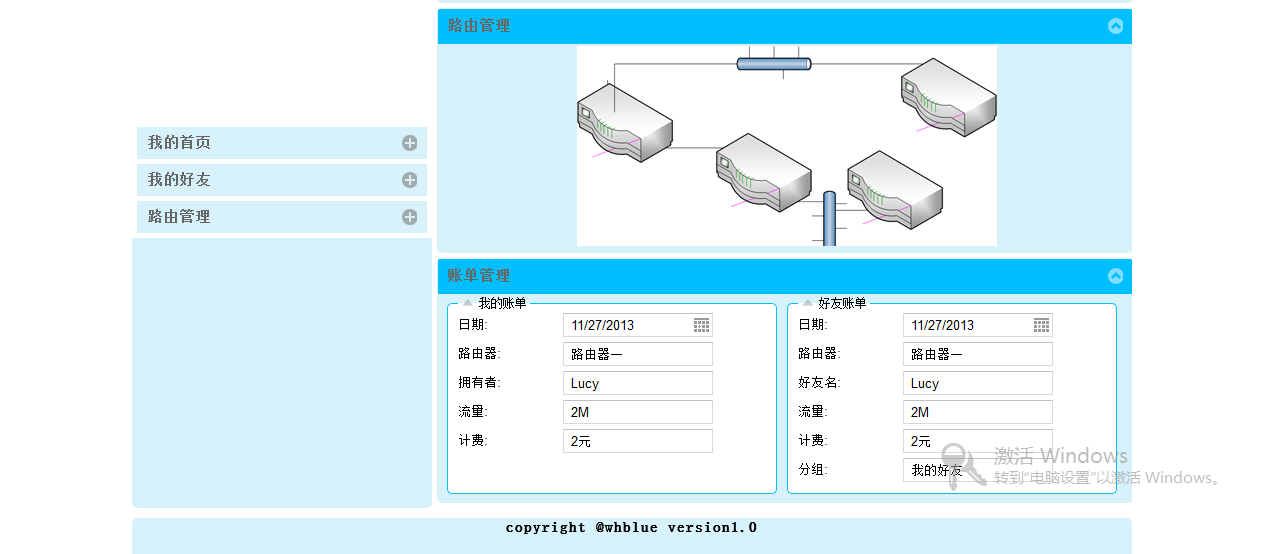 路由管理
我的首页
我的好友
路由管理
账单管理
我的账单
日期: 11/27/2013
路由器: 路由器一
拥有者: Lucy
流量: 2M
计费: 2元
好友账单
日期: 11/27/2013
路由器: 路由器一
好友名: Lucy
流量: 2M
计费: 2元
分组: 我的好友
激活 Windows
转到"电脑设置"以激活 Windows。
copyright @whblue version1.0